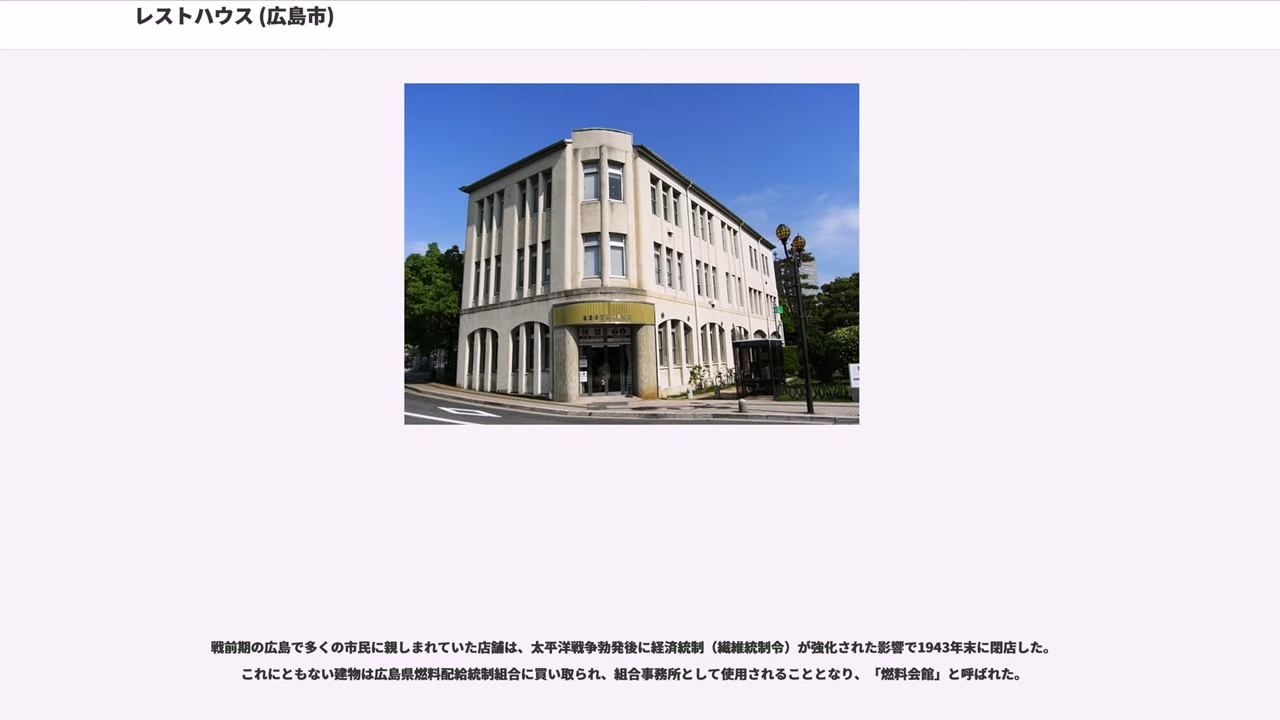 レストハウス (広島市)
戦前期の広島で多くの市民に親しまれていた店舗は、太平洋戦争勃発後に経済統制（繊維統制令）が強化された影響で1943年末に閉店した。
これにともない建物は広島県燃料配給統制組合に買い取られ、組合事務所として使用されることとなり、「燃料会館」と呼ばれた。